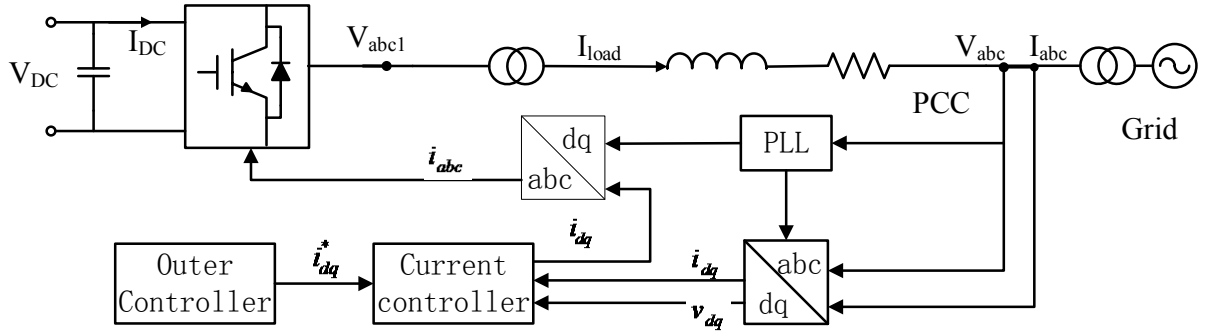 I_DC
V_DC
V_abc1
I_load
V_abc
I_abc
PCC
Grid
dq
abc
PLL
i_abc
i_dq
Outer
Controller
i*_dq
Current
controller
i_dq
v_dq
abc
dq